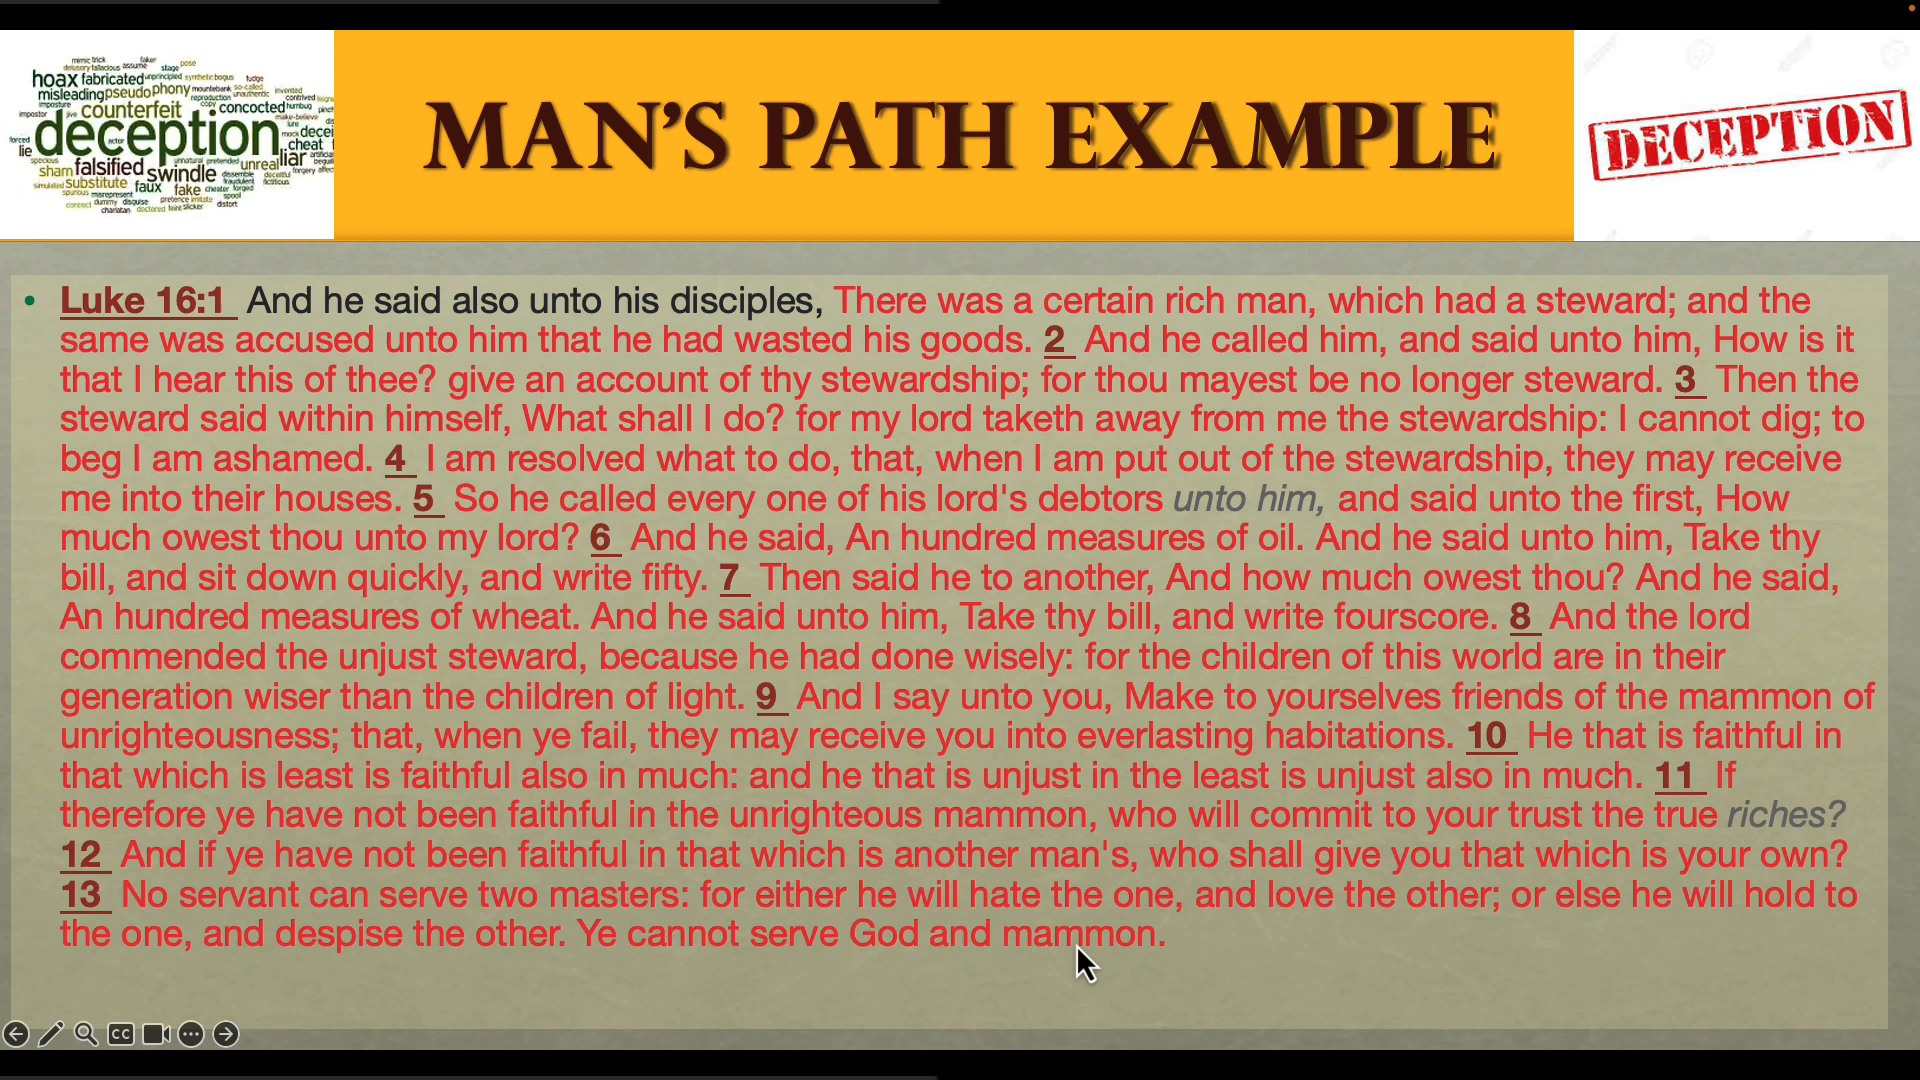 MAN'S PATH EXAMPLE
hoax fabricated
misleading pseudo phony
counterfeit concocted
deception
lie falsified swindle unreal liar cheat
sham substitute faux fake
DECEPTION
• Luke 16:1 And he said also unto his disciples, There was a certain rich man, which had a steward; and the
same was accused unto him that he had wasted his goods. 2 And he called him, and said unto him, How is it
that I hear this of thee? give an account of thy stewardship; for thou mayest be no longer steward. 3 Then the
steward said within himself, What shall I do? for my lord taketh away from me the stewardship: I cannot dig; to
beg I am ashamed. 4 I am resolved what to do, that, when I am put out of the stewardship, they may receive
me into their houses. 5 So he called every one of his lord's debtors unto him, and said unto the first, How
much owest thou unto my lord? 6 And he said, An hundred measures of oil. And he said unto him, Take thy
bill, and sit down quickly, and write fifty. 7 Then said he to another, And how much owest thou? And he said,
An hundred measures of wheat. And he said unto him, Take thy bill, and write fourscore. 8 And the lord
commended the unjust steward, because he had done wisely: for the children of this world are in their
generation wiser than the children of light. 9 And I say unto you, Make to yourselves friends of the mammon of
unrighteousness; that, when ye fail, they may receive you into everlasting habitations. 10 He that is faithful in
that which is least is faithful also in much: and he that is unjust in the least is unjust also in much. 11 If
therefore ye have not been faithful in the unrighteous mammon, who will commit to your trust the true riches?
12 And if ye have not been faithful in that which is another man's, who shall give you that which is your own?
13 No servant can serve two masters: for either he will hate the one, and love the other; or else he will hold to
the one, and despise the other. Ye cannot serve God and mammon.
CC